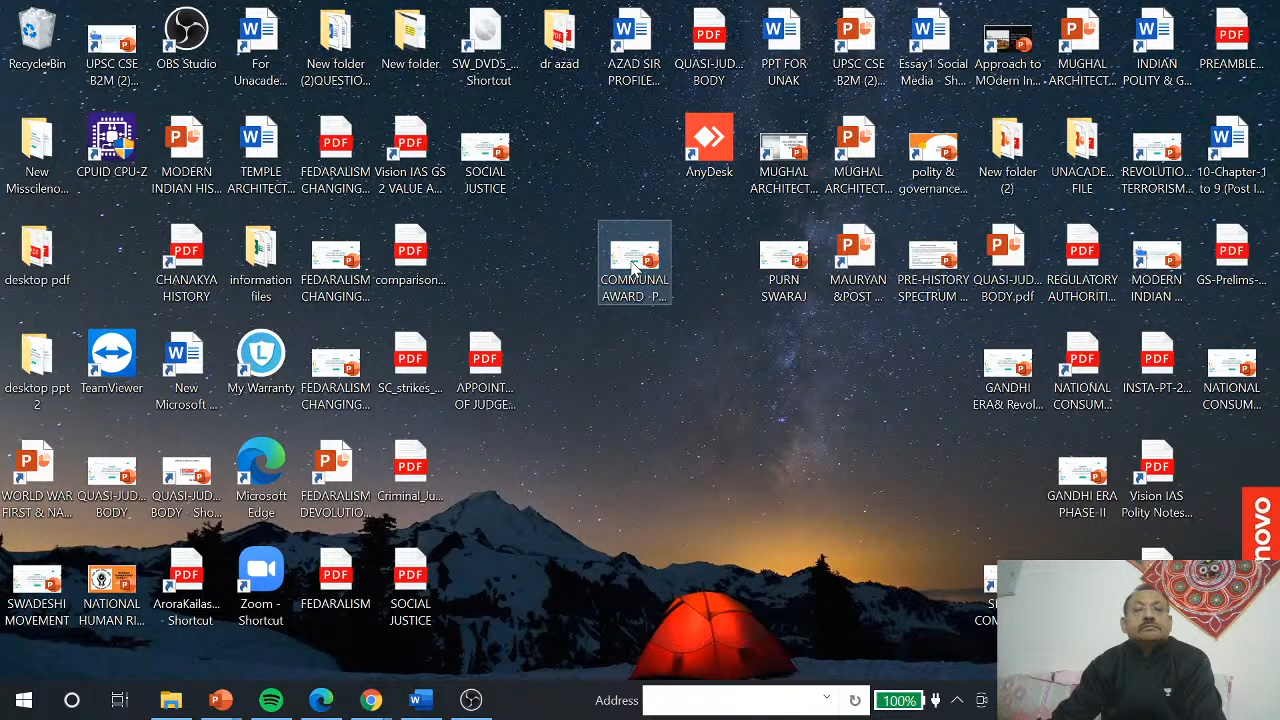 Recycle Bin
UPSC CSE
B2M (2)...
OBS Studio
For
Unacade...
New folder
(2)QUESTIO...
New folder
SW_DVD5_...
Shortcut
dr azad
AZAD SIR
PROFILE...
QUASI-JUD...
BODY
PPT FOR
UNAK
UPSC CSE
B2M (2)...
Essay1 Social
Media - Sh...
Approach to
MOdern In...
MUGHAL
ARCHITECT...
INDIAN
POLITY & G...
PREAMBLE...
New
Misscleno...
CPUID CPU-Z
MODERN
INDIAN HIS...
TEMPLE
ARCHITECT...
FEDARALISM
CHANGING...
Vision IAS GS
2 VALUE A...
SOCIAL
JUSTICE
AnyDesk
MUGHAL
ARCHITECT...
MUGHAL
ARCHITECT...
polity &
governance...
New folder
(2)
UNACADE...
FILE
REVOLUTIO...
TERRORISM...
10-Chapter-1
to 9 (Post I...
desktop pdf
CHANAKYA
HISTORY
information
files
FEDARALISM
CHANGING...
comparison...
COMMUNAL
AWARD -P...
PURN
SWARAJ
MAURYAN
&POST ...
PRE-HISTORY
SPECTRUM ...
QUASI-JUD...
BODY.pdf
REGULATORY
AUTHORITI...
MODERN
INDIAN ...
GS-Prelims-...
desktop ppt
2
TeamViewer
New
Microsoft ...
My Warranty
FEDARALISM
CHANGING...
SC_strikes_...
APPOINT...
OF JUDGE...
GANDHI
ERA& Revol...
NATIONAL
CONSUM...
INSTA-PT-2...
NATIONAL
CONSUM...
WORLD WAR
FIRST & NA...
QUASI-JUD...
BODY
QUASI-JUD...
BODY - Sho...
Microsoft
Edge
FEDARALISM
DEVOLUTIO...
Criminal_Ju...
GANDHI ERA
PHASE-II
Vision IAS
Polity Notes...
novo
SWADESHI
MOVEMENT
NATIONAL
HUMAN RI...
AroraKailas...
- Shortcut
Zoom -
Shortcut
FEDARALISM
SOCIAL
JUSTICE
Address
100%